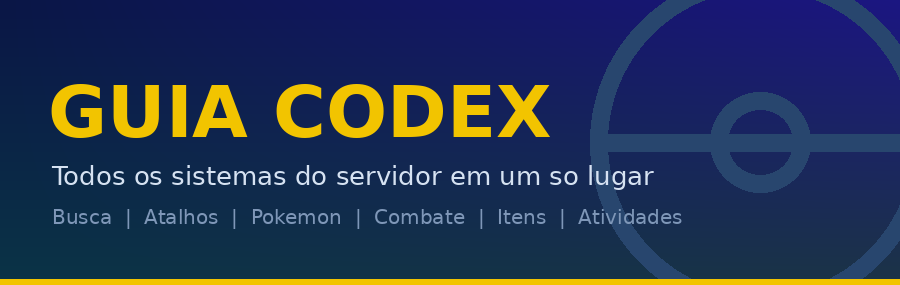 GUIA CODEX
Todos os sistemas do servidor em um so lugar
Busca | Atalhos | Pokemon | Combate | Itens | Atividades